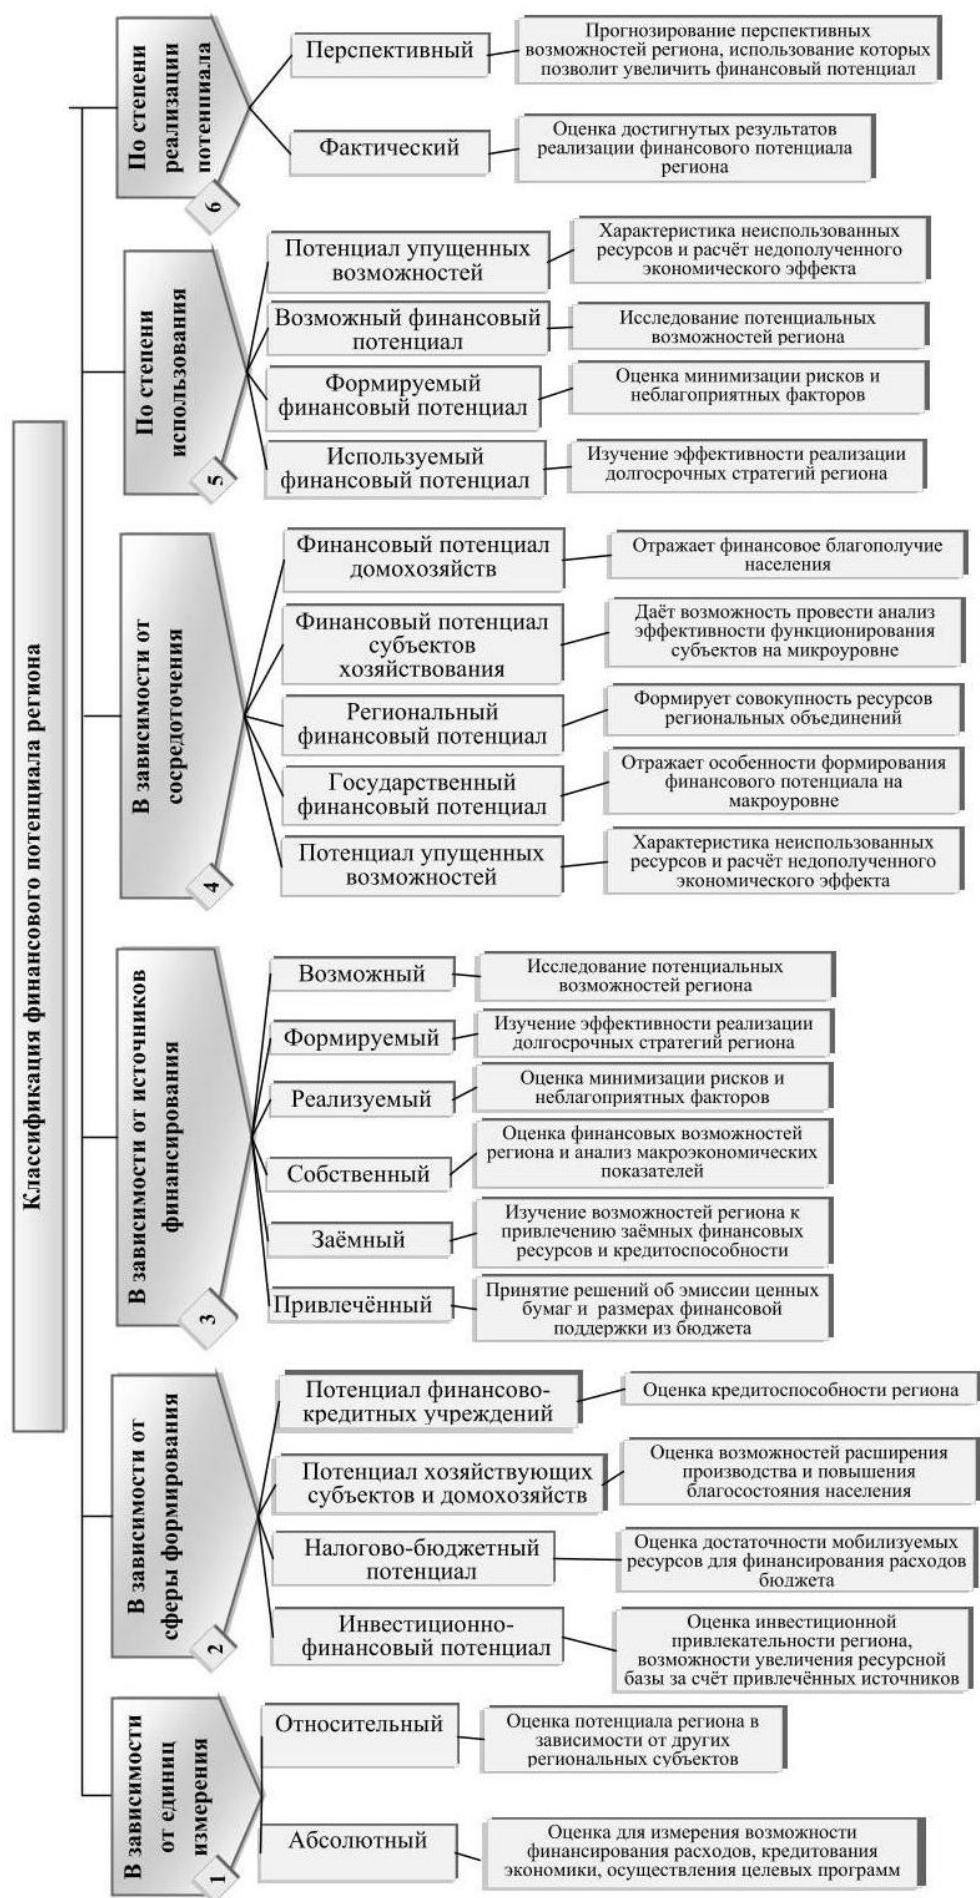 Классификация финансового потенциала региона
1
В зависимости
от единиц
измерения
Абсолютный
Оценка для измерения возможности
финансирования расходов, кредитования
экономики, осуществления целевых программ
Относительный
Оценка потенциала региона в
зависимости от других
региональных субъектов
2
В зависимости от
сферы формирования
Инвестиционно-
финансовый потенциал
Оценка инвестиционной
привлекательности региона,
возможности увеличения ресурсной
базы за счёт привлечённых источников
Налогово-бюджетный
потенциал
Оценка достаточности мобилизуемых
ресурсов для финансирования расходов
бюджета
Потенциал хозяйствующих
субъектов и домохозяйств
Оценка возможностей расширения
производства и повышения
благосостояния населения
Потенциал финансово-
кредитных учреждений
Оценка кредитоспособности региона
3
В зависимости от источников
финансирования
Привлечённый
Принятие решений об эмиссии ценных
бумаг и размерах финансовой
поддержки из бюджета
Заёмный
Изучение возможностей региона к
привлечению заёмных финансовых
ресурсов и кредитоспособности
Собственный
Оценка финансовых возможностей
региона и анализ макроэкономических
показателей
Реализуемый
Оценка минимизации рисков и
неблагоприятных факторов
Формируемый
Изучение эффективности реализации
долгосрочных стратегий региона
Возможный
Исследование потенциальных
возможностей региона
4
В зависимости от
сосредоточения
Потенциал упущенных
возможностей
Характеристика неиспользованных
ресурсов и расчёт недополученного
экономического эффекта
Государственный
финансовый потенциал
Отражает особенности формирования
финансового потенциала на
макроуровне
Региональный
финансовый потенциал
Формирует совокупность ресурсов
региональных объединений
Финансовый потенциал
субъектов
хозяйствования
Даёт возможность провести анализ
эффективности функционирования
субъектов на микроуровне
Финансовый потенциал
домохозяйств
Отражает финансовое благополучие
населения
5
По степени
использования
Используемый
финансовый потенциал
Изучение эффективности реализации
долгосрочных стратегий региона
Формируемый
финансовый потенциал
Оценка минимизации рисков и
неблагоприятных факторов
Возможный финансовый
потенциал
Исследование потенциальных
возможностей региона
Потенциал упущенных
возможностей
Характеристика неиспользованных
ресурсов и расчёт недополученного
экономического эффекта
6
По степени
реализации
потенциала
Фактический
Оценка достигнутых результатов
реализации финансового потенциала
региона
Перспективный
Прогнозирование перспективных
возможностей региона, использование которых
позволит увеличить финансовый потенциал